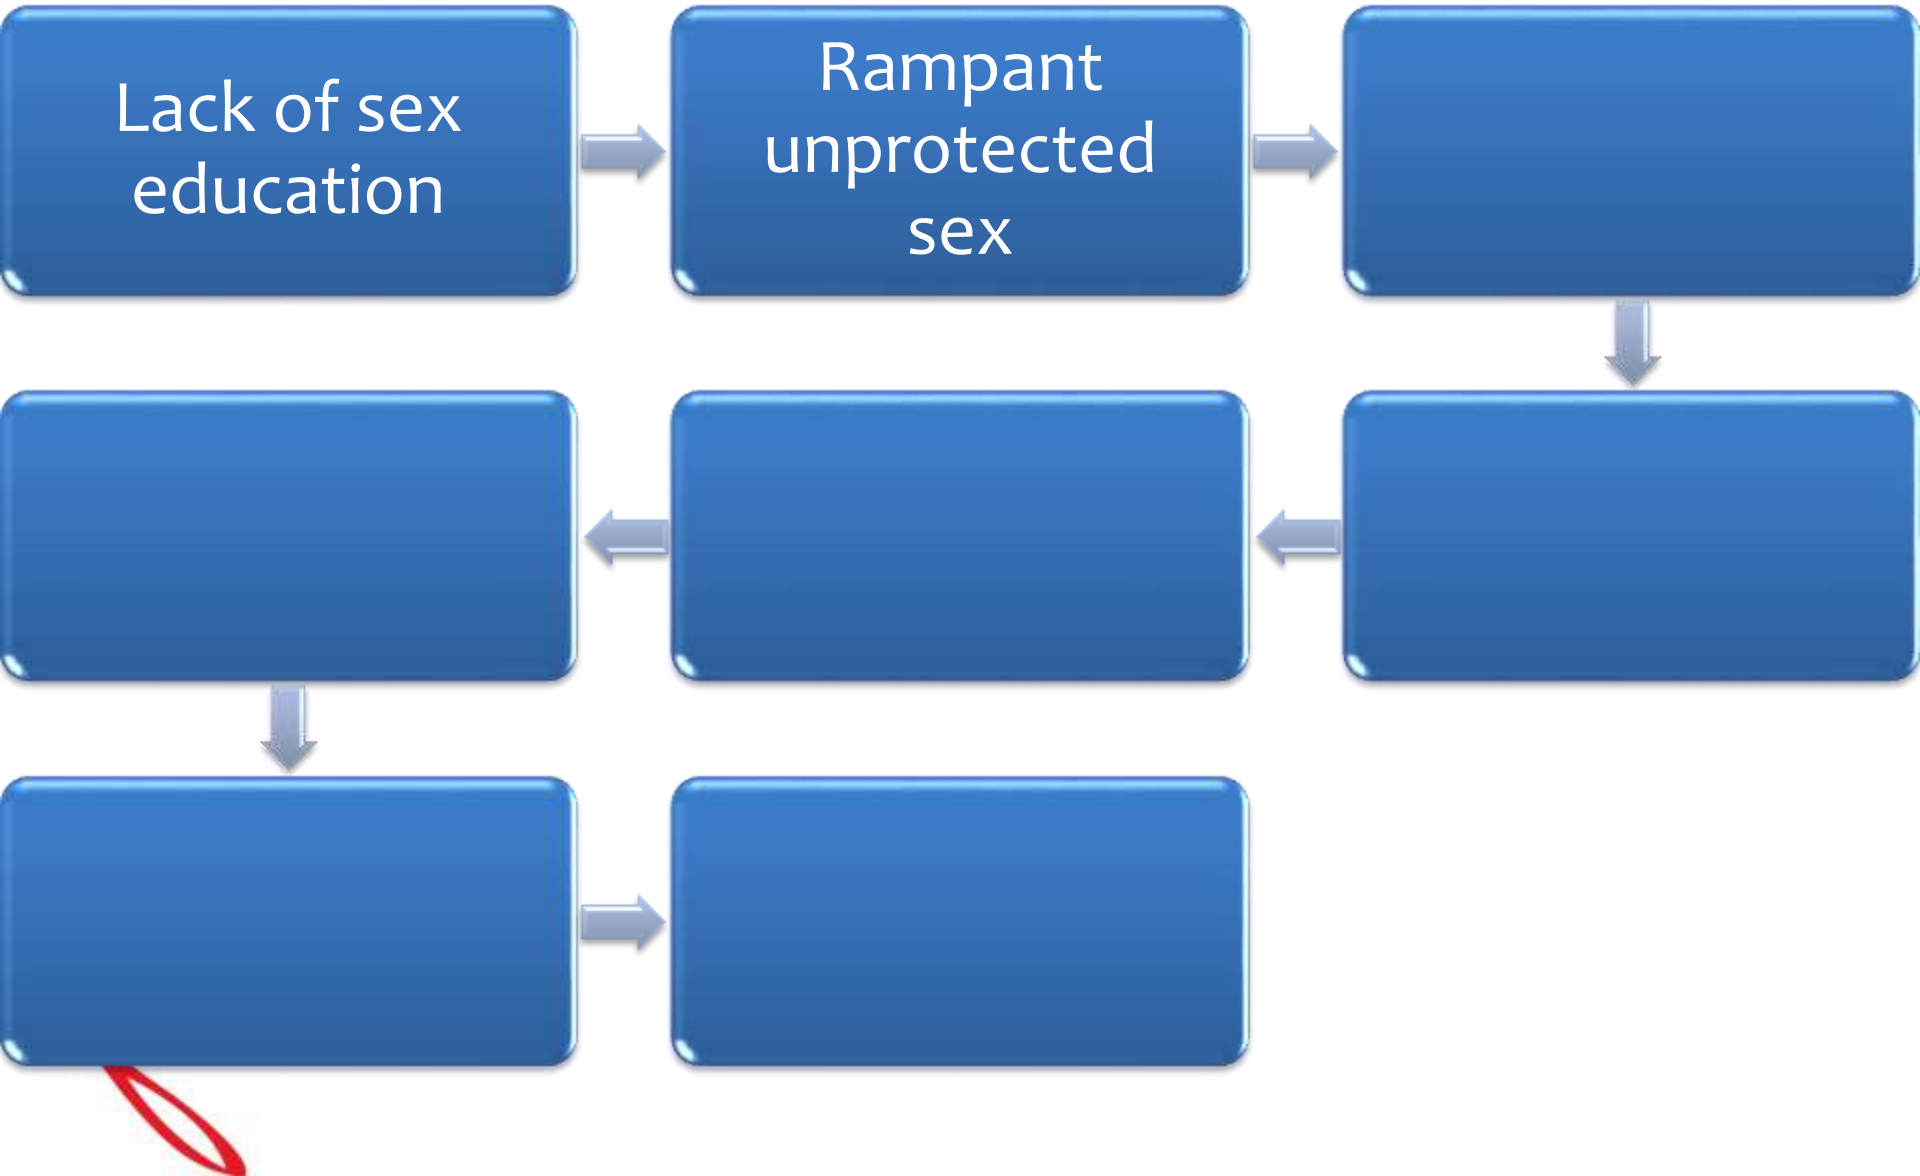 Lack of sex
education
Rampant
unprotected
sex